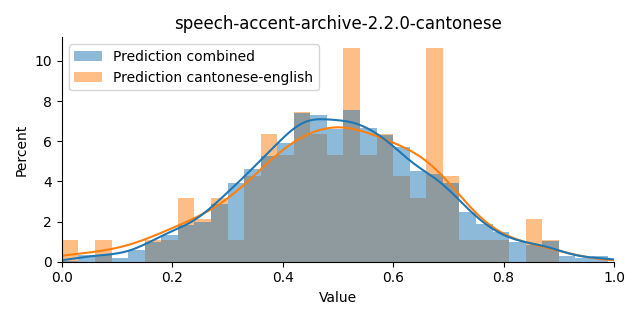 speech-accent-archive-2.2.0-cantonese
Prediction combined
Prediction cantonese-english
Percent
10
8
6
4
2
0
0.0 0.2 0.4 0.6 0.8 1.0
Value